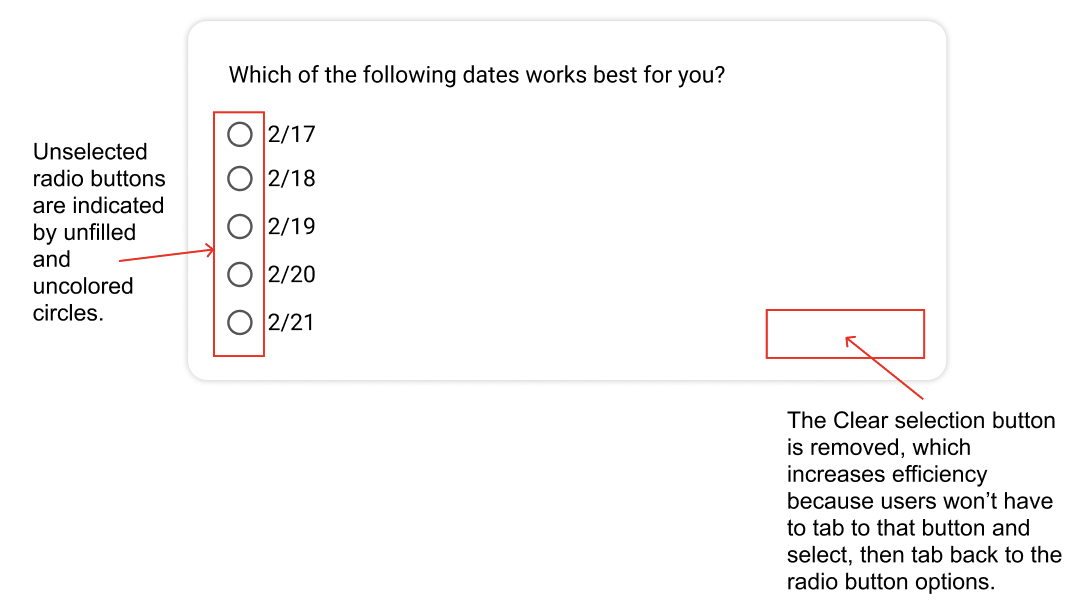 Which of the following dates works best for you?
2/17
2/18
2/19
2/20
2/21
Unselected
radio buttons
are indicated
by unfilled
and
uncolored
circles.
The Clear selection button
is removed, which
increases efficiency
because users won’t have
to tab to that button and
select, then tab back to the
radio button options.